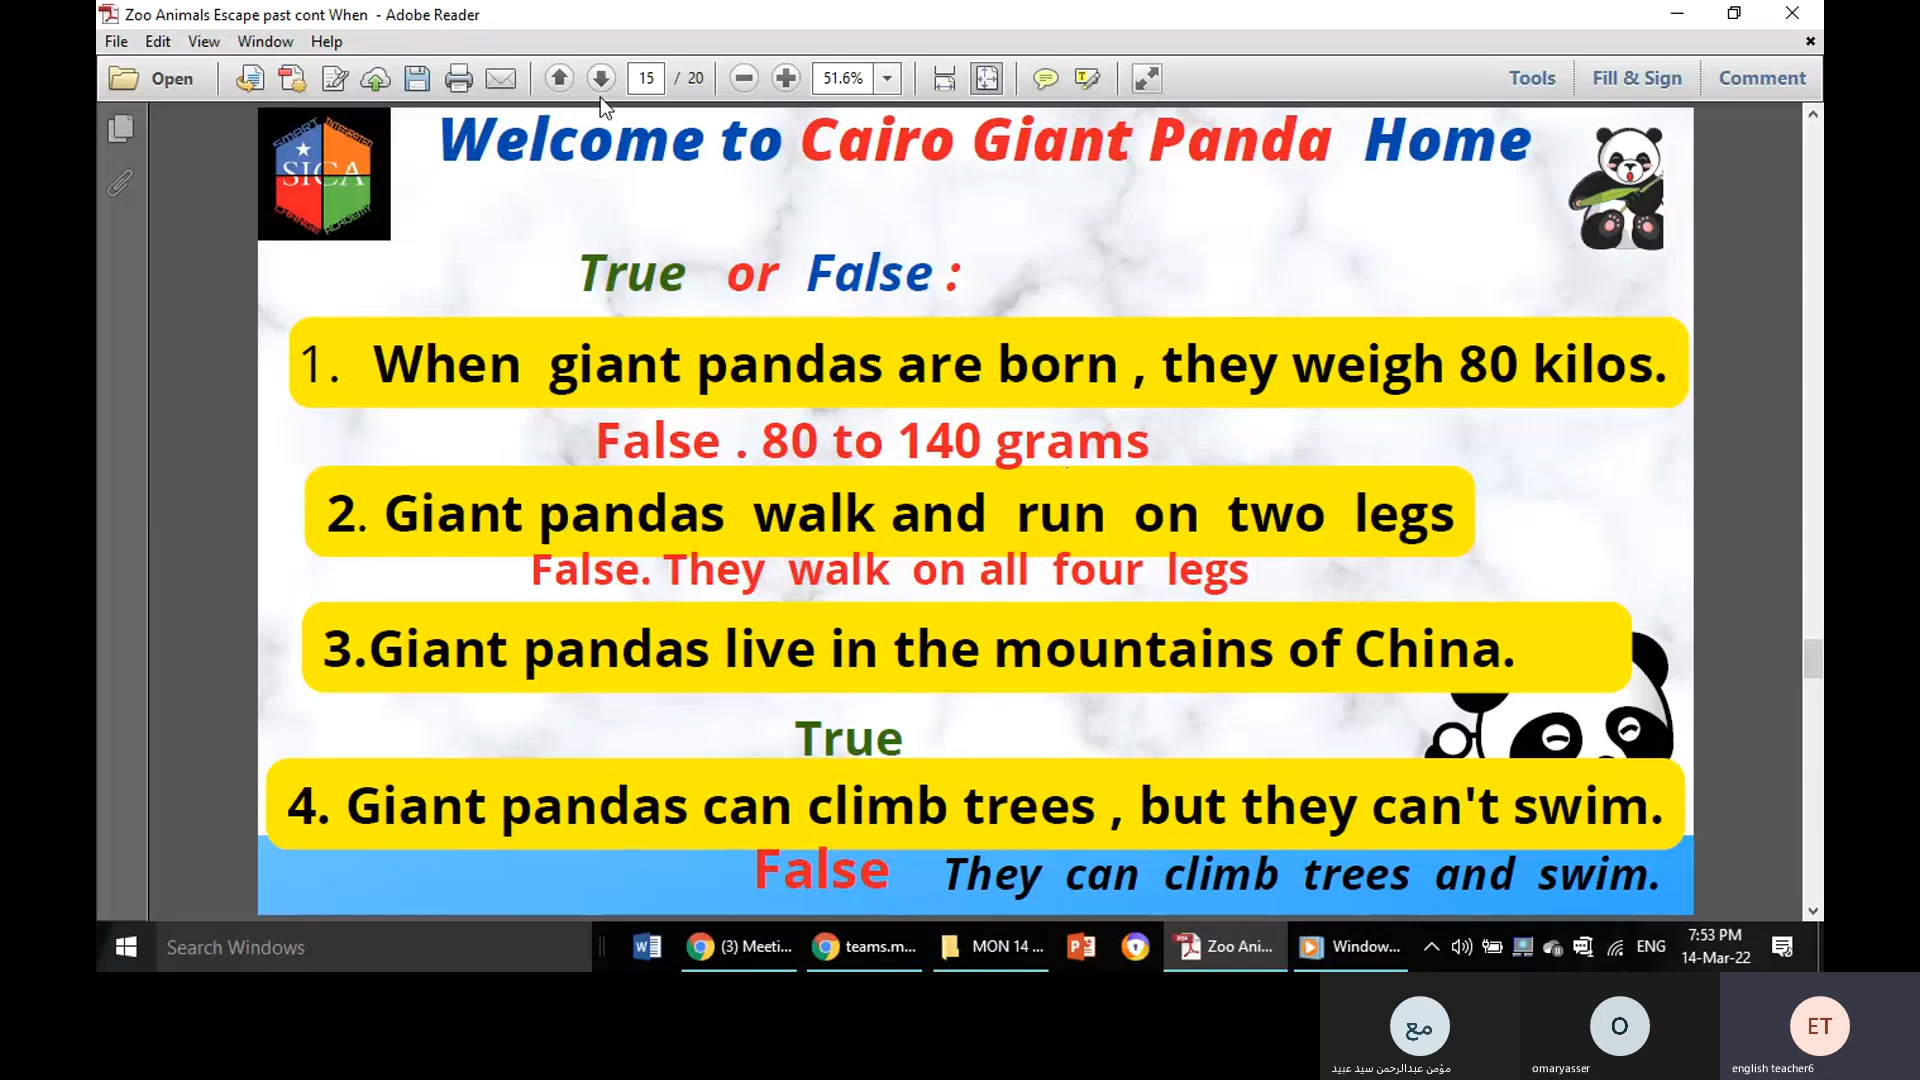 Zoo Animals Escape past cont When - Adobe Reader
File Edit View Window Help
Open 15 / 20 51.6% Tools Fill & Sign Comment
SMART INTEGRATED
SICA
CHANGE ACADEMY
Welcome to Cairo Giant Panda Home
True or False :
1. When giant pandas are born , they weigh 80 kilos.
False . 80 to 140 grams
2. Giant pandas walk and run on two legs
False. They walk on all four legs
3.Giant pandas live in the mountains of China.
True
4. Giant pandas can climb trees , but they can't swim.
False They can climb trees and swim.
Search Windows (3) Meeti... teams.m... MON 14 ... Zoo Ani... Window... ENG
7:53 PM
14-Mar-22
مع O ET
مؤمن عبدالرحمن سيد عبيد omaryasser english teacher6